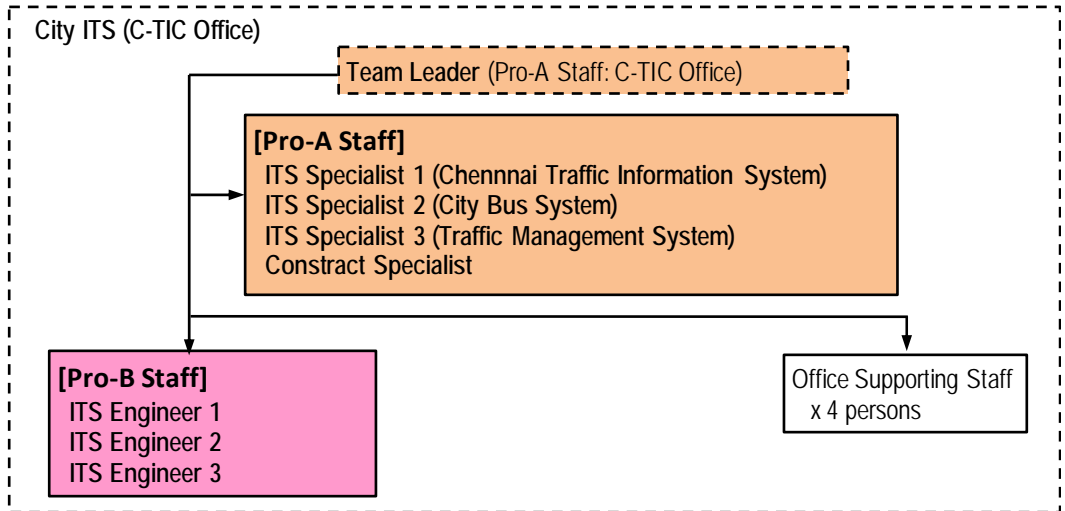 City ITS (C-TIC Office)
Team Leader (Pro-A Staff: C-TIC Office)
[Pro-A Staff]
ITS Specialist 1 (Chennnai Traffic Information System)
ITS Specialist 2 (City Bus System)
ITS Specialist 3 (Traffic Management System)
Constract Specialist
[Pro-B Staff]
ITS Engineer 1
ITS Engineer 2
ITS Engineer 3
Office Supporting Staff
x 4 persons